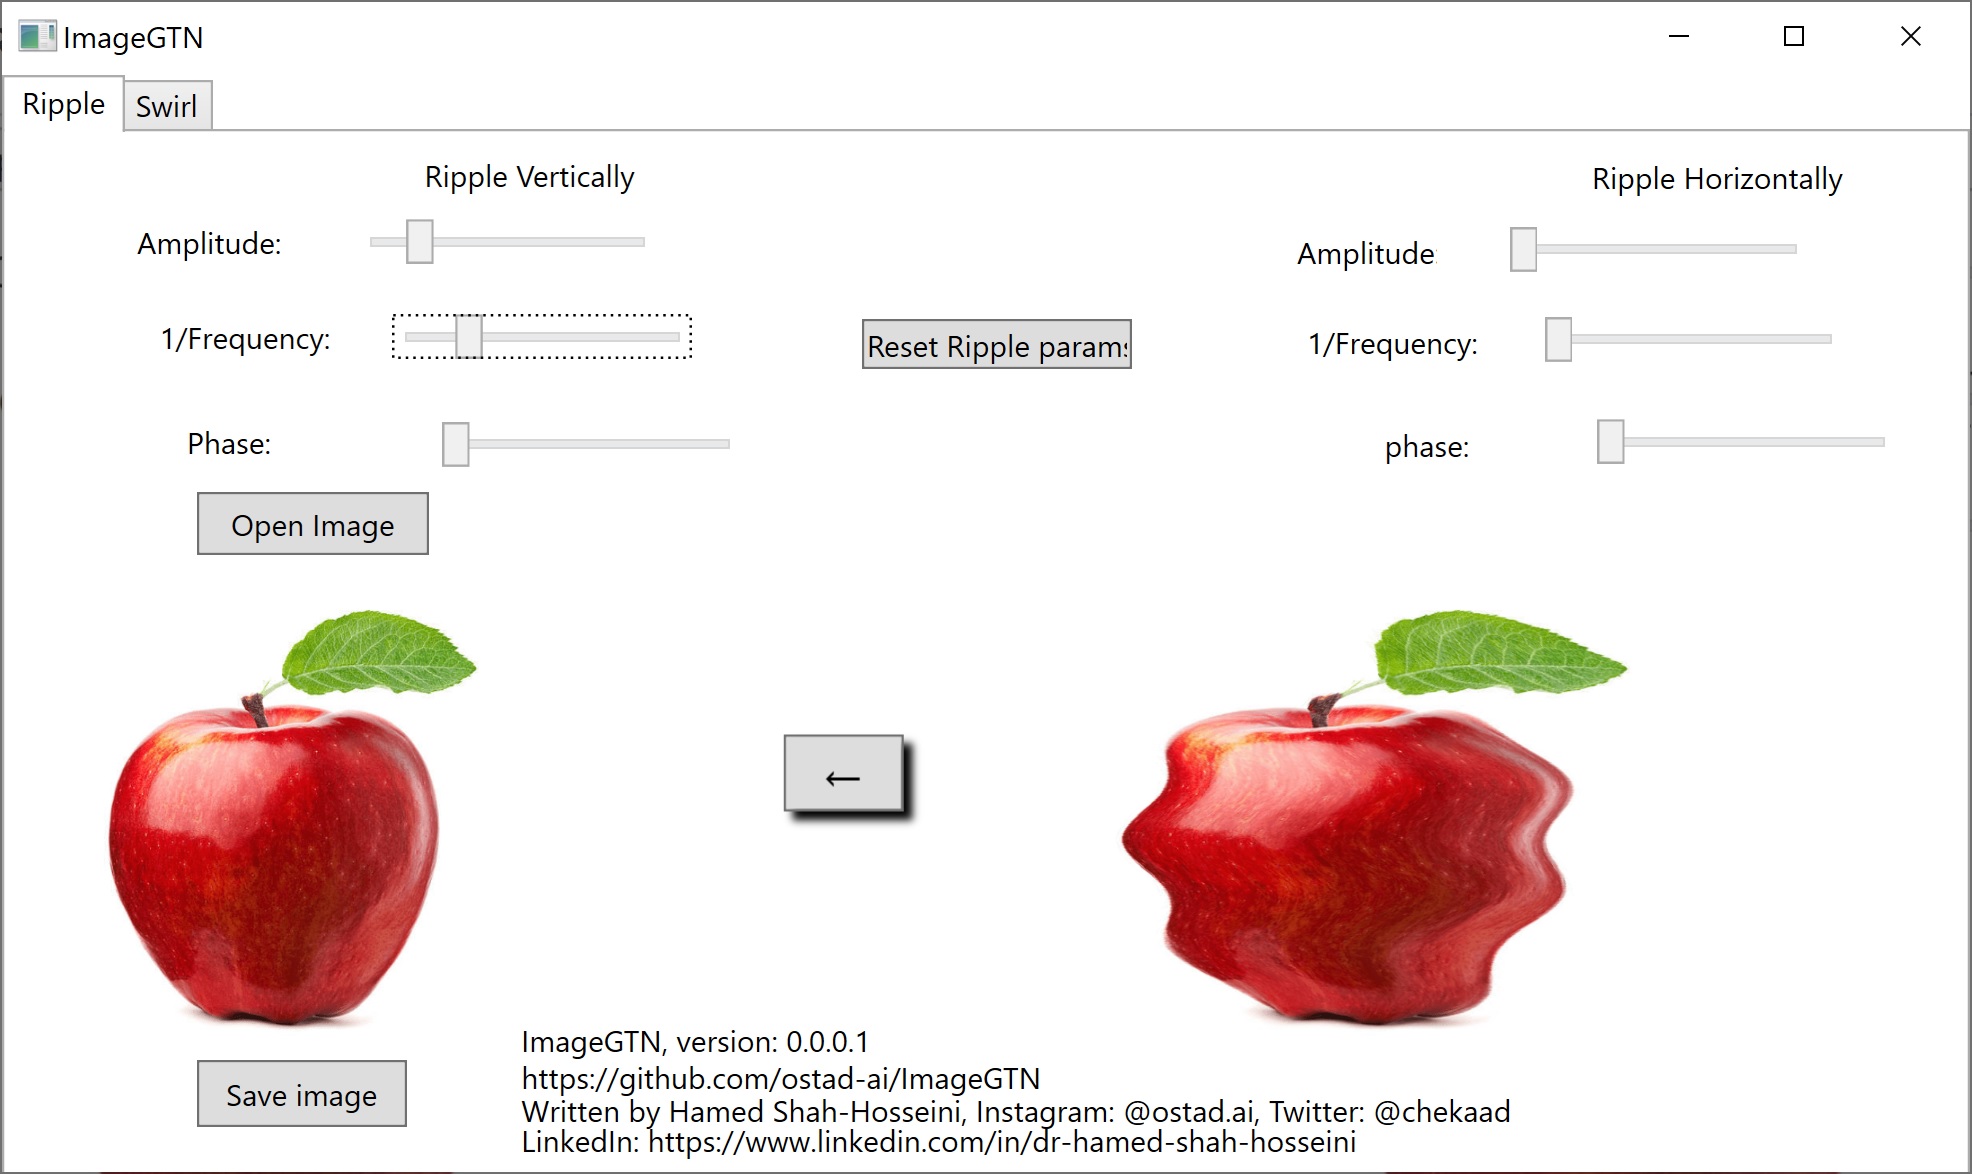 ImageGTN
Ripple
Swirl
Ripple Vertically
Ripple Horizontally
Amplitude:
Amplitude:
1/Frequency:
Reset Ripple params
1/Frequency:
Phase:
phase:
Open Image
←
ImageGTN, version: 0.0.0.1
https://github.com/ostad-ai/ImageGTN
Written by Hamed Shah-Hosseini, Instagram: @ostad.ai, Twitter: @chekaad
LinkedIn: https://www.linkedin.com/in/dr-hamed-shah-hosseini
Save image